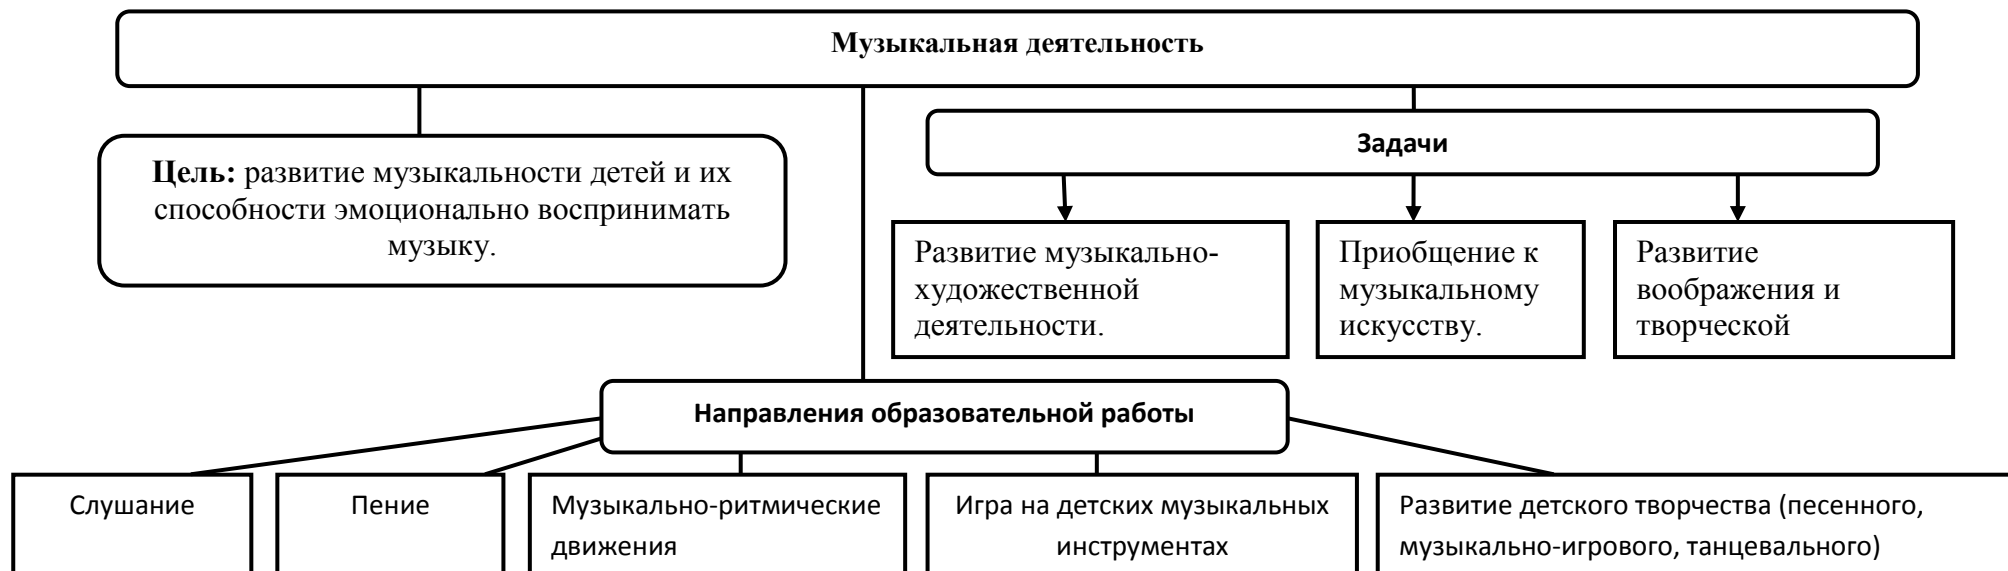 Музыкальная деятельность
Цель: развитие музыкальности детей и их
способности эмоционально воспринимать
музыку.
Задачи
Развитие музыкально-
художественной
деятельности.
Приобщение к
музыкальному
искусству.
Развитие
воображения и
творческой
Направления образовательной работы
Слушание
Пение
Музыкально-ритмические
движения
Игра на детских музыкальных
инструментах
Развитие детского творчества (песенного,
музыкально-игрового, танцевального)